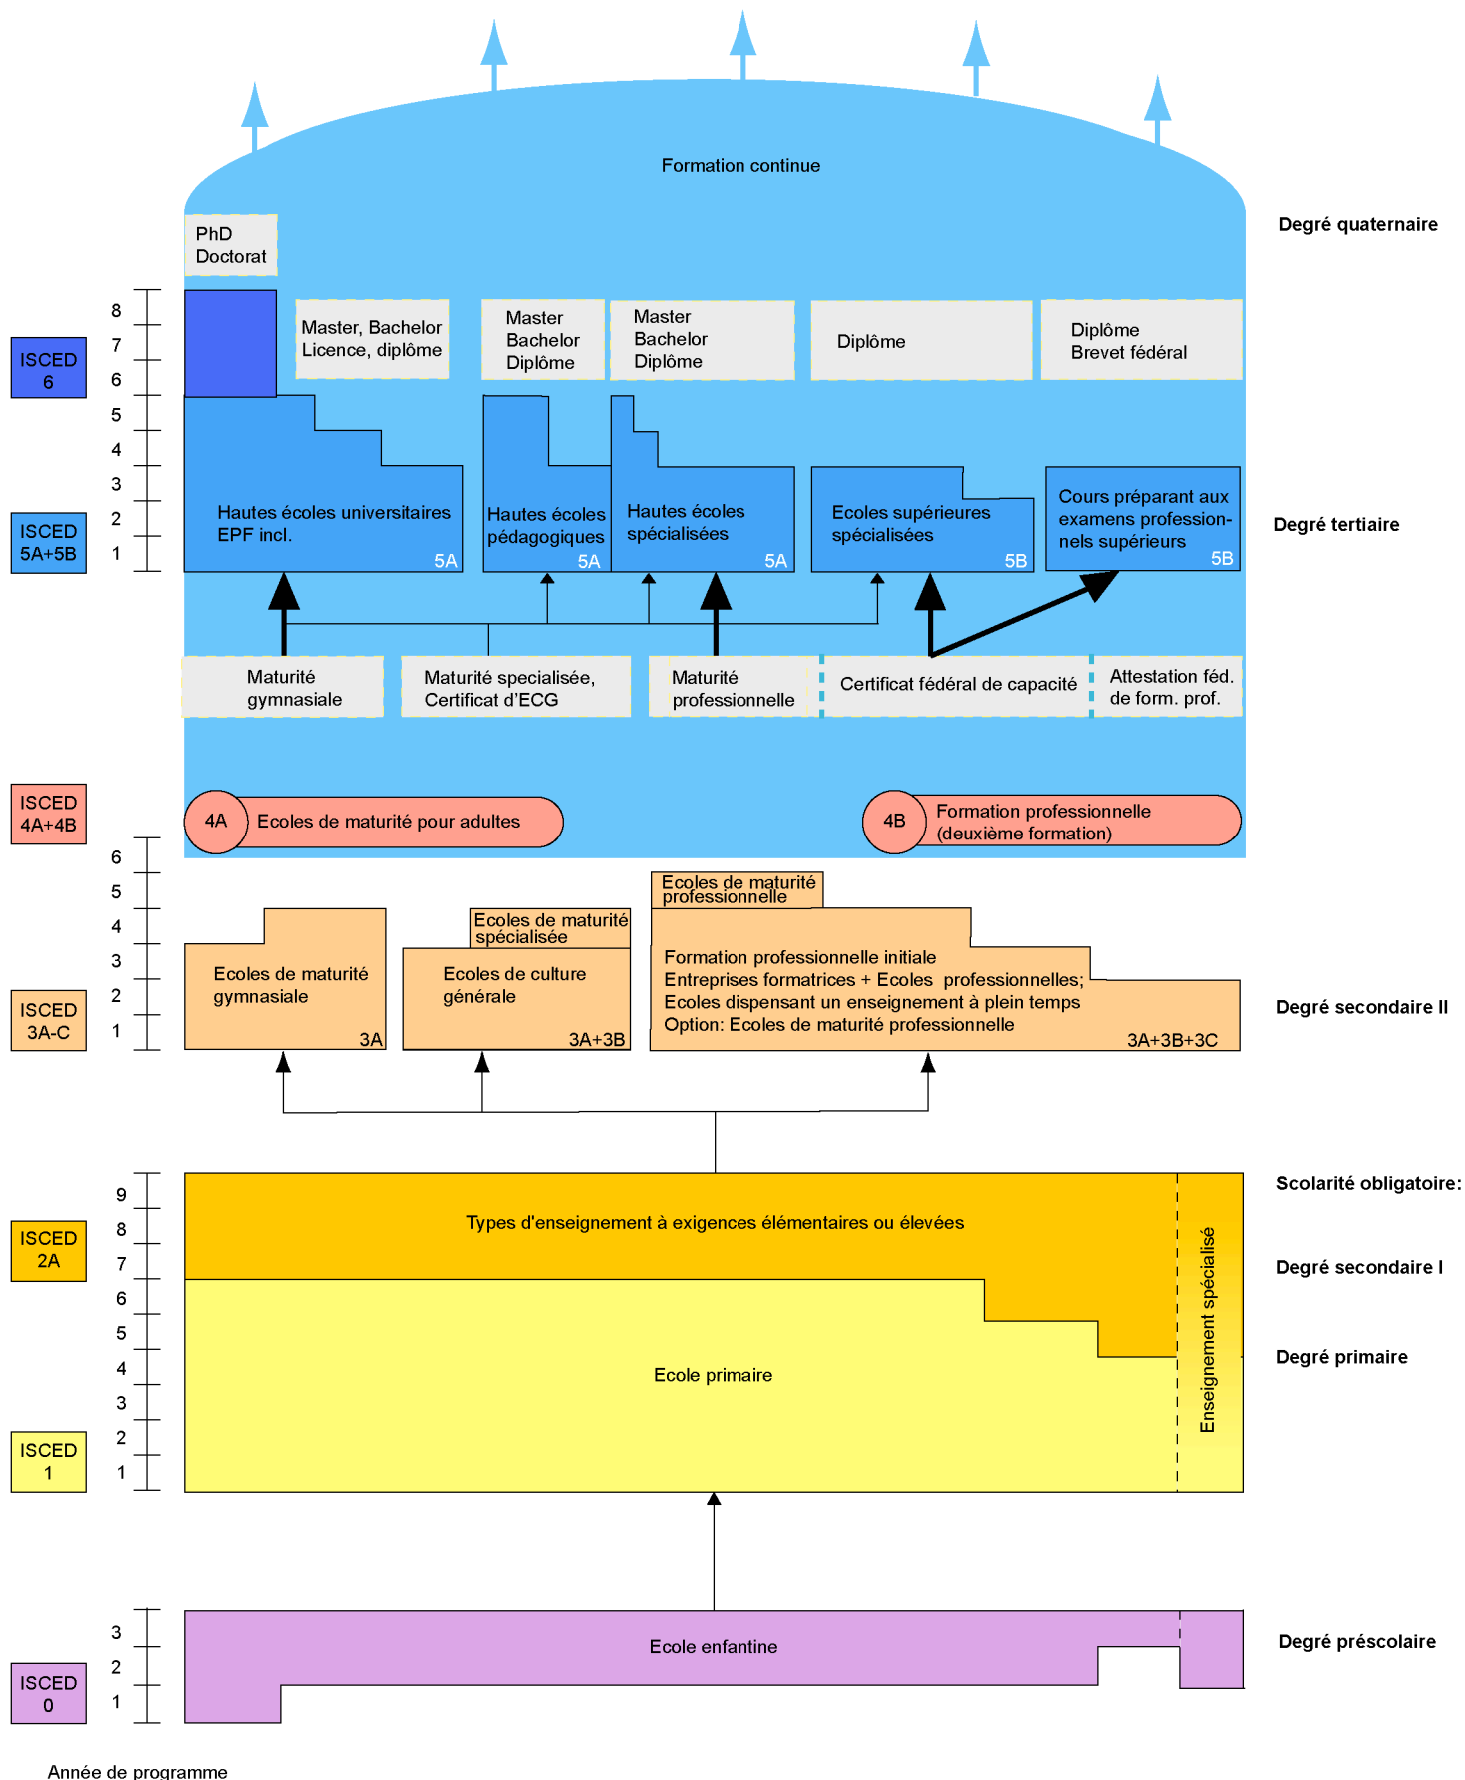 Formation continue
Degré quaternaire
PhD
Doctorat
8
7
6
5
4
3
2
1
ISCED
6
Master, Bachelor
Licence, diplôme
Master
Bachelor
Diplôme
Master
Bachelor
Diplôme
Diplôme
Diplôme
Brevet fédéral
ISCED
5A+5B
Hautes écoles universitaires
EPF incl.
5A
Hautes écoles
pédagogiques
5A
Hautes écoles
spécialisées
5A
Ecoles supérieures
spécialisées
5B
Cours préparant aux
examens profession-
nels supérieurs
5B
Degré tertiaire
Maturité
gymnasiale
Maturité specialisée,
Certificat d'ECG
Maturité
professionnelle
Certificat fédéral de capacité
Attestation féd.
de form. prof.
ISCED
4A+4B
4A
Ecoles de maturité pour adultes
4B
Formation professionnelle
(deuxième formation)
6
5
4
3
2
1
ISCED
3A-C
Ecoles de maturité
gymnasiale
3A
Ecoles de maturité
spécialisée
Ecoles de culture
générale
3A+3B
Ecoles de maturité
professionnelle
Formation professionnelle initiale
Entreprises formatrices + Ecoles professionnelles;
Ecoles dispensant un enseignement à plein temps
Option: Ecoles de maturité professionnelle
3A+3B+3C
Degré secondaire II
Scolarité obligatoire:
9
8
7
6
5
4
3
2
1
ISCED
2A
Types d'enseignement à exigences élémentaires ou élevées
Enseignement spécialisé
Degré secondaire I
Degré primaire
Ecole primaire
ISCED
1
3
2
1
ISCED
0
Ecole enfantine
Degré préscolaire
Année de programme